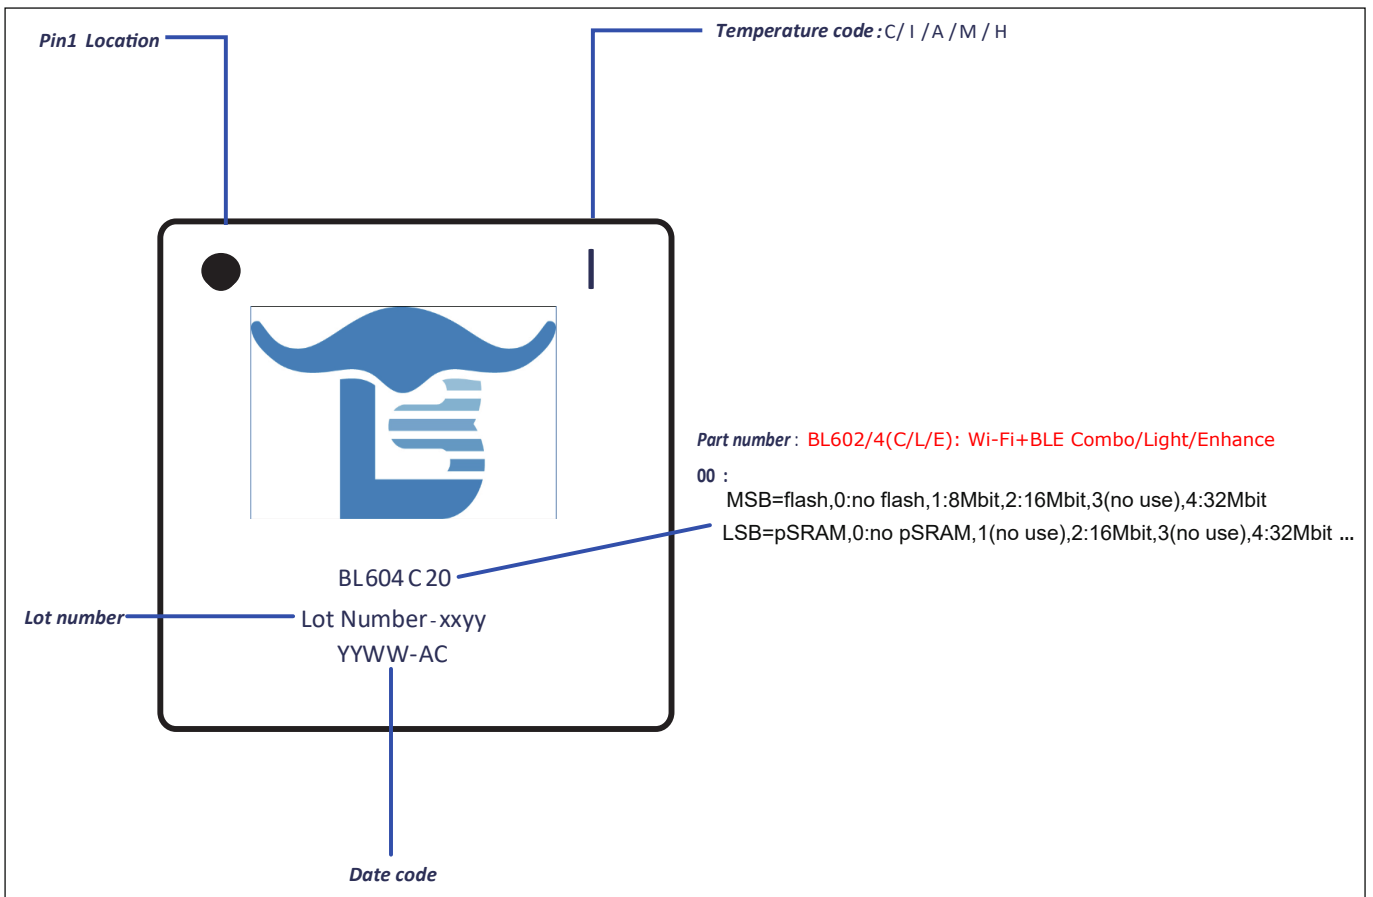 Pin1 Location
Temperature code : C/ I / A / M / H
I
Part number : BL602/4(C/L/E): Wi-Fi+BLE Combo/Light/Enhance
00 :
MSB=flash,0:no flash,1:8Mbit,2:16Mbit,3(no use),4:32Mbit
LSB=pSRAM,0:no pSRAM,1(no use),2:16Mbit,3(no use),4:32Mbit ...
BL604 C 20
Lot number
Lot Number - xxyy
YYWW-AC
Date code